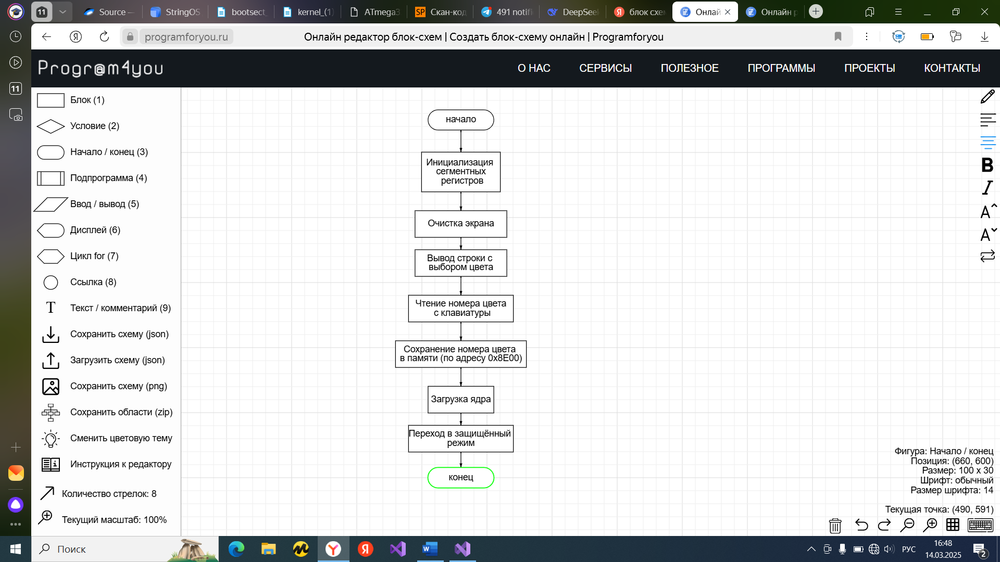 11
Source —
StringOS
bootsect_
kernel_(1)
ATmega3
SP Скан-код
491 notifi
DeepSeek
Я блок схе
Онлай
Онлайн р
Я
programforyou.ru
Онлайн редактор блок-схем | Создать блок-схему онлайн | Programforyou
11
Progr@m4you
О НАС
СЕРВИСЫ
ПОЛЕЗНОЕ
ПРОГРАММЫ
ПРОЕКТЫ
КОНТАКТЫ
Блок (1)
Условие (2)
Начало / конец (3)
Подпрограмма (4)
Ввод / вывод (5)
Дисплей (6)
Цикл for (7)
Ссылка (8)
T Текст / комментарий (9)
Сохранить схему (json)
Загрузить схему (json)
Сохранить схему (png)
Сохранить области (zip)
Сменить цветовую тему
Инструкция к редактору
Количество стрелок: 8
Текущий масштаб: 100%
начало
Инициализация
сегментных
регистров
Очистка экрана
Вывод строки с
выбором цвета
Чтение номера цвета
с клавиатуры
Сохранение номера цвета
в памяти (по адресу 0x8E00)
Загрузка ядра
Переход в защищённый
режим
конец
B
I
A
A
Фигура: Начало / конец
Позиция: (660, 600)
Размер: 100 x 30
Шрифт: обычный
Размер шрифта: 14
Текущая точка: (490, 591)
Поиск
РУС
16:48
14.03.2025
2